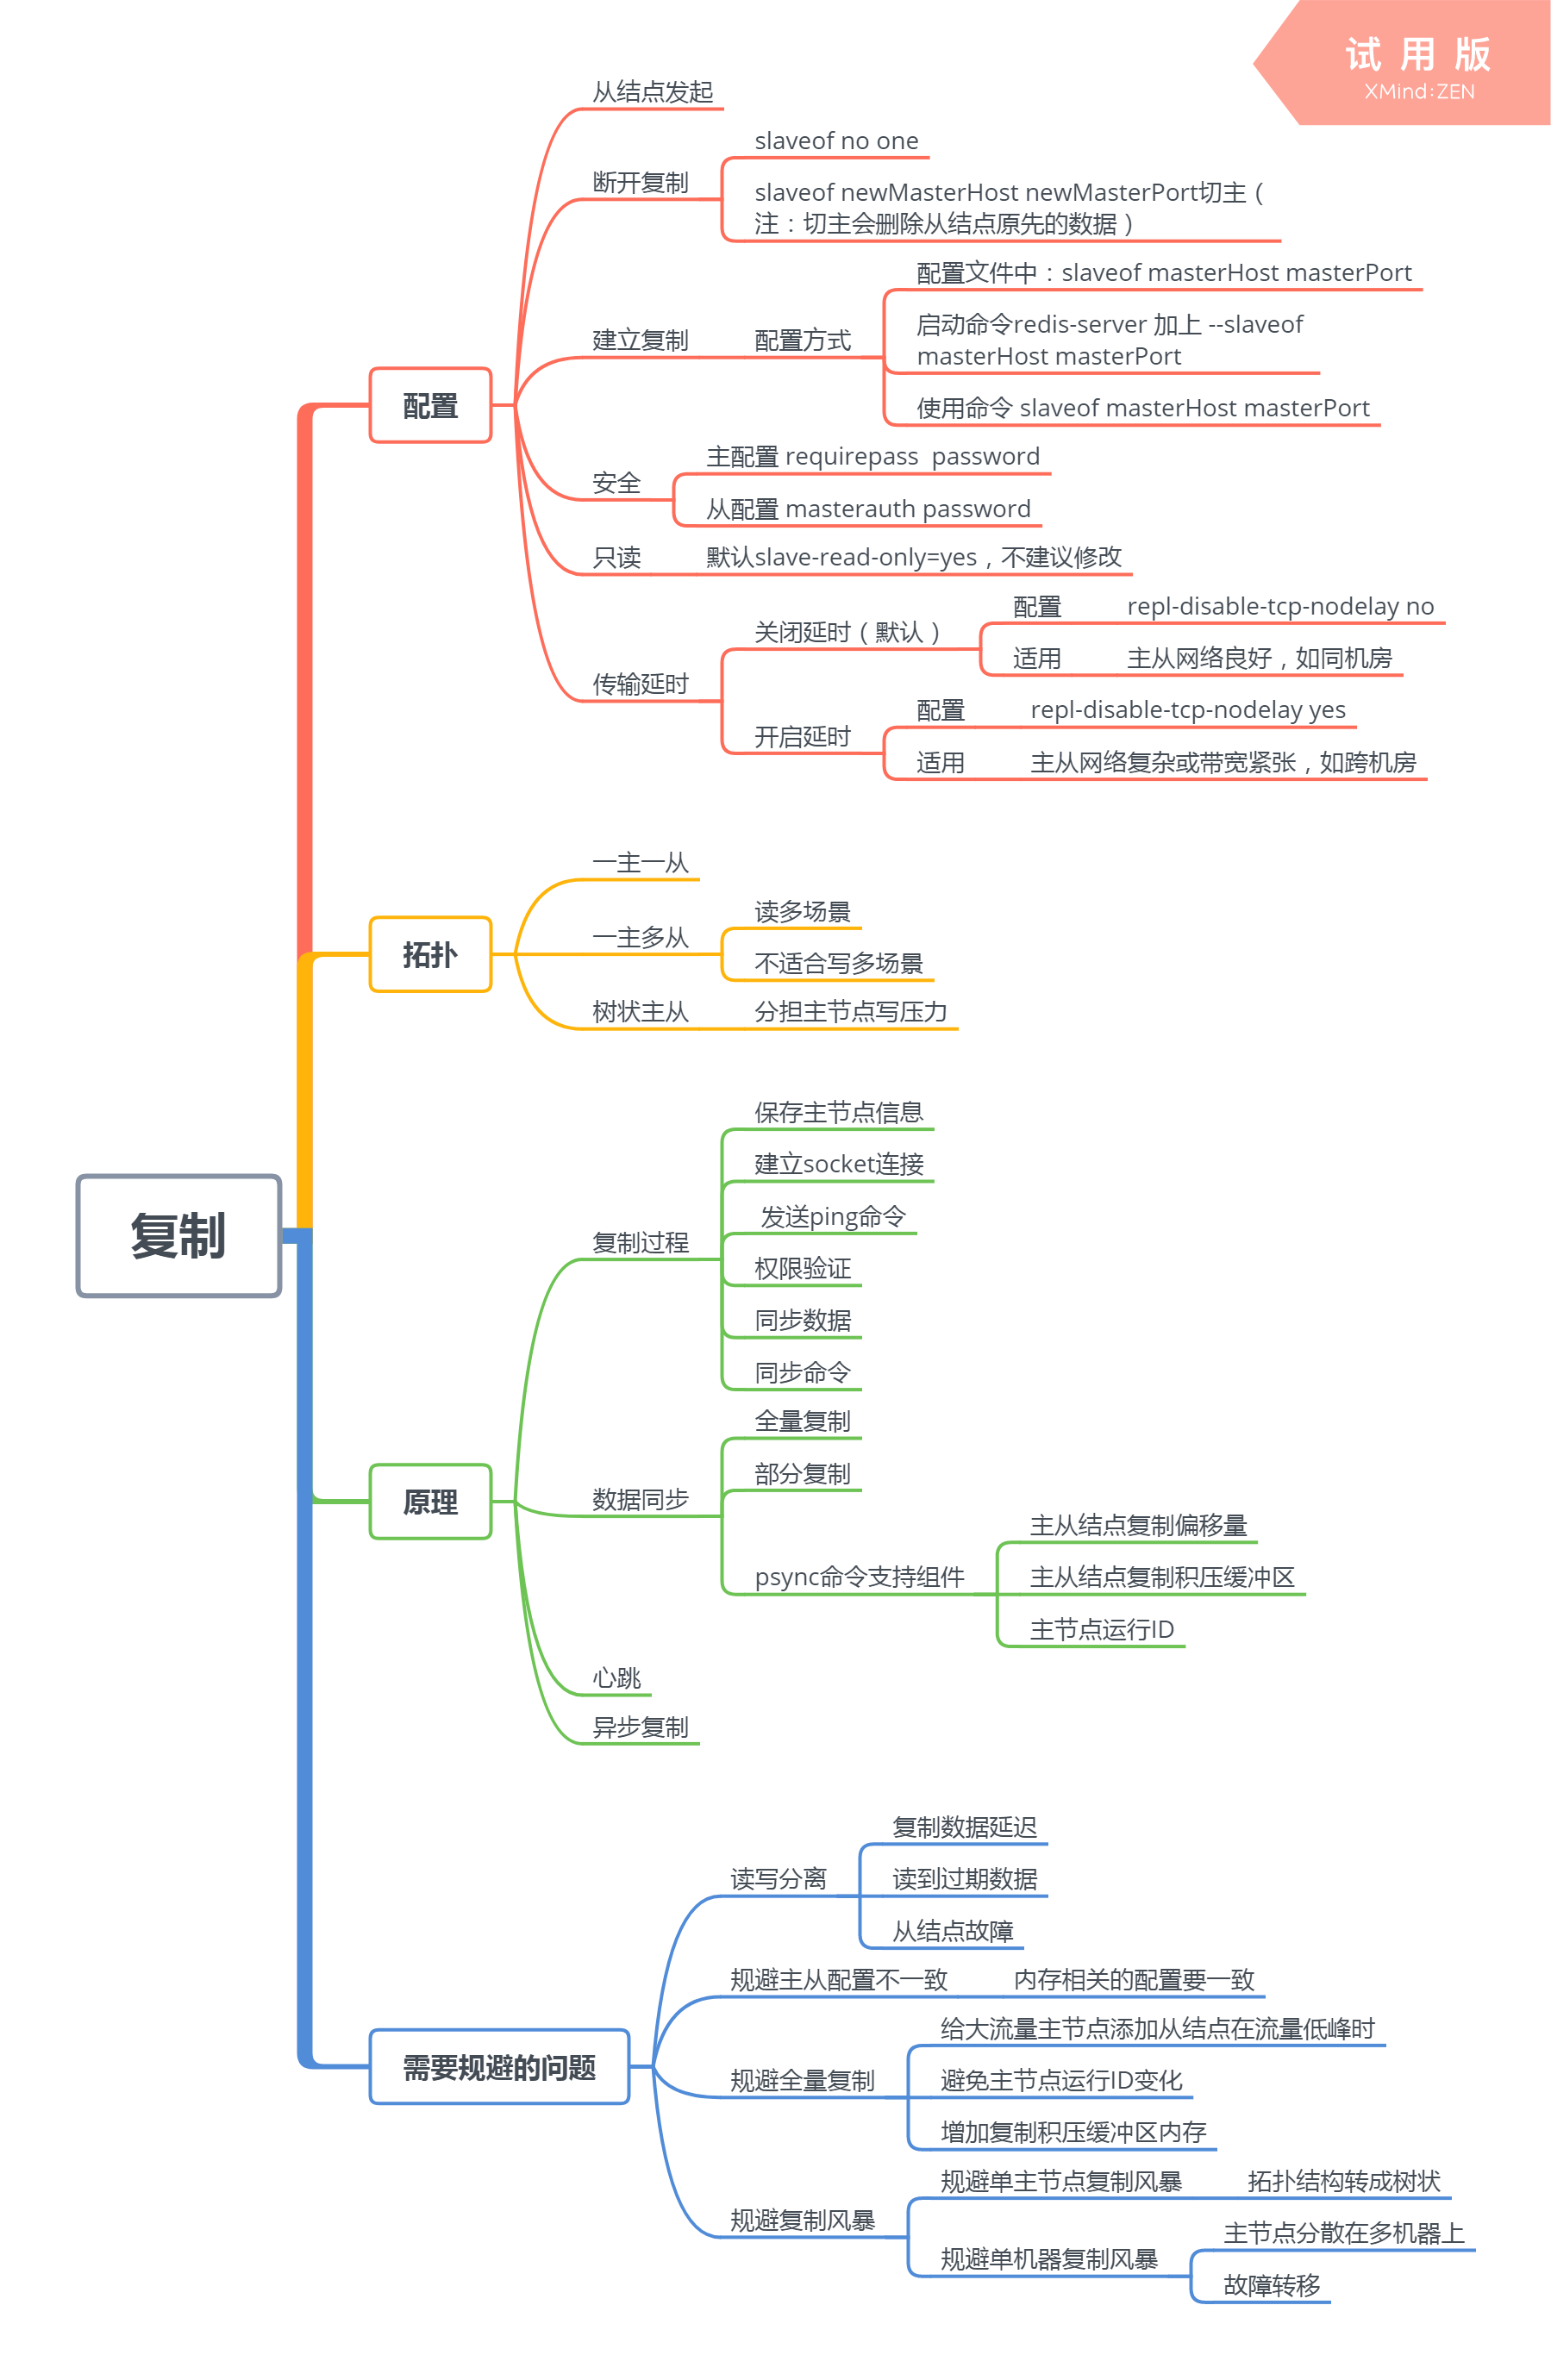 试用版
XMind:ZEN
复制
配置
从结点发起
断开复制
slaveof no one
slaveof newMasterHost newMasterPort切主（
注：切主会删除从结点原先的数据）
建立复制
配置方式
配置文件中：slaveof masterHost masterPort
启动命令redis-server 加上 --slaveof
masterHost masterPort
使用命令 slaveof masterHost masterPort
安全
主配置 requirepass  password
从配置 masterauth password
只读
默认slave-read-only=yes，不建议修改
传输延时
关闭延时（默认）
配置
repl-disable-tcp-nodelay no
适用
主从网络良好，如同机房
开启延时
配置
repl-disable-tcp-nodelay yes
适用
主从网络复杂或带宽紧张，如跨机房
拓扑
一主一从
一主多从
读多场景
不适合写多场景
树状主从
分担主节点写压力
原理
复制过程
保存主节点信息
建立socket连接
发送ping命令
权限验证
同步数据
同步命令
数据同步
全量复制
部分复制
psync命令支持组件
主从结点复制偏移量
主从结点复制积压缓冲区
主节点运行ID
心跳
异步复制
需要规避的问题
读写分离
复制数据延迟
读到过期数据
从结点故障
规避主从配置不一致
内存相关的配置要一致
规避全量复制
给大流量主节点添加从结点在流量低峰时
避免主节点运行ID变化
增加复制积压缓冲区内存
规避复制风暴
规避单主节点复制风暴
拓扑结构转成树状
规避单机器复制风暴
主节点分散在多机器上
故障转移